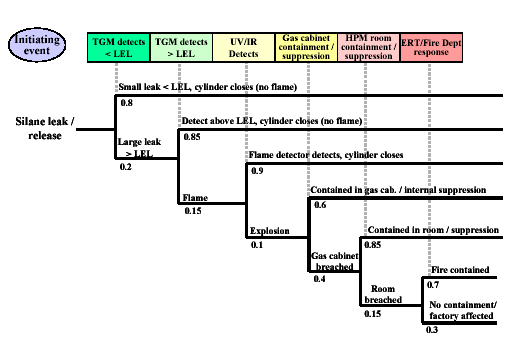 Initiating
event
TGM detects
< LEL
TGM detects
> LEL
UV/IR
Detects
Gas cabinet
containment /
suppression
HPM room
containment /
suppression
ERT/Fire Dept
response
Small leak < LEL, cylinder closes (no flame)
0.8
Silane leak /
release
Detect above LEL, cylinder closes (no flame)
Large leak
> LEL
0.85
0.2
Flame detector detects, cylinder closes
0.9
Flame
0.15
Contained in gas cab. / internal suppression
0.6
Explosion
0.1
Contained in room / suppression
0.85
Gas cabinet
breached
0.4
Fire contained
0.7
Room
breached
0.15
No containment/
factory affected
0.3